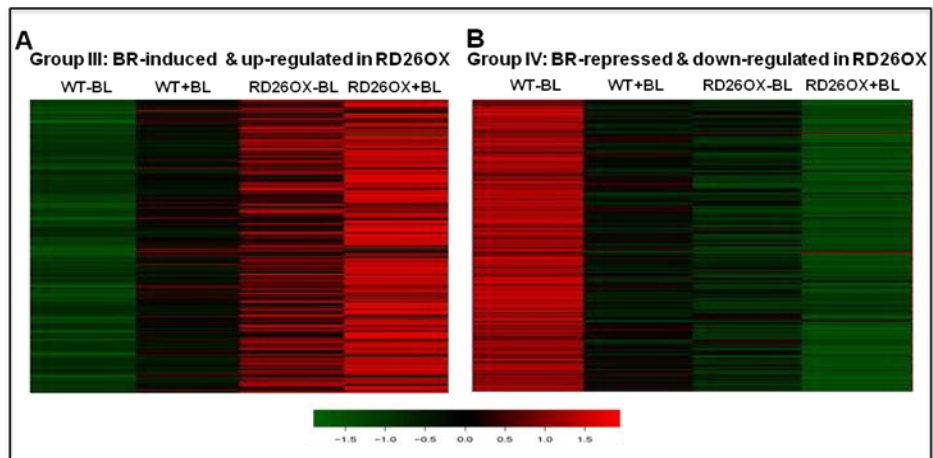 A
Group III: BR-induced & up-regulated in RD26OX
WT-BL WT+BL RD26OX-BL RD26OX+BL
B
Group IV: BR-repressed & down-regulated in RD26OX
WT-BL WT+BL RD26OX-BL RD26OX+BL
-1.5 -1.0 -0.5 0.0 0.5 1.0 1.5